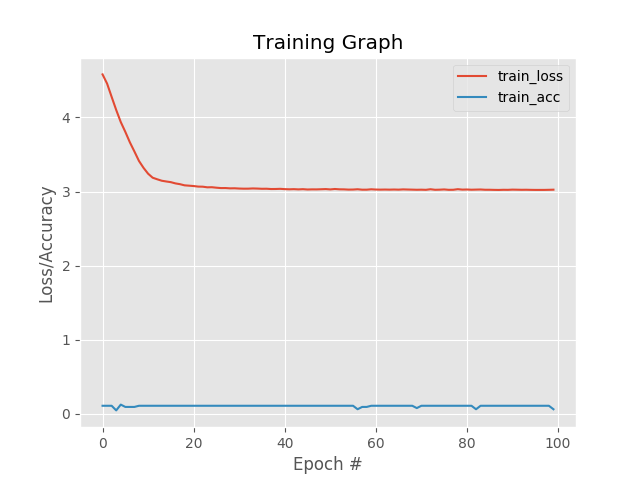 Training Graph
train_loss
train_acc
Loss/Accuracy
4
3
2
1
0
0 20 40 60 80 100
Epoch #